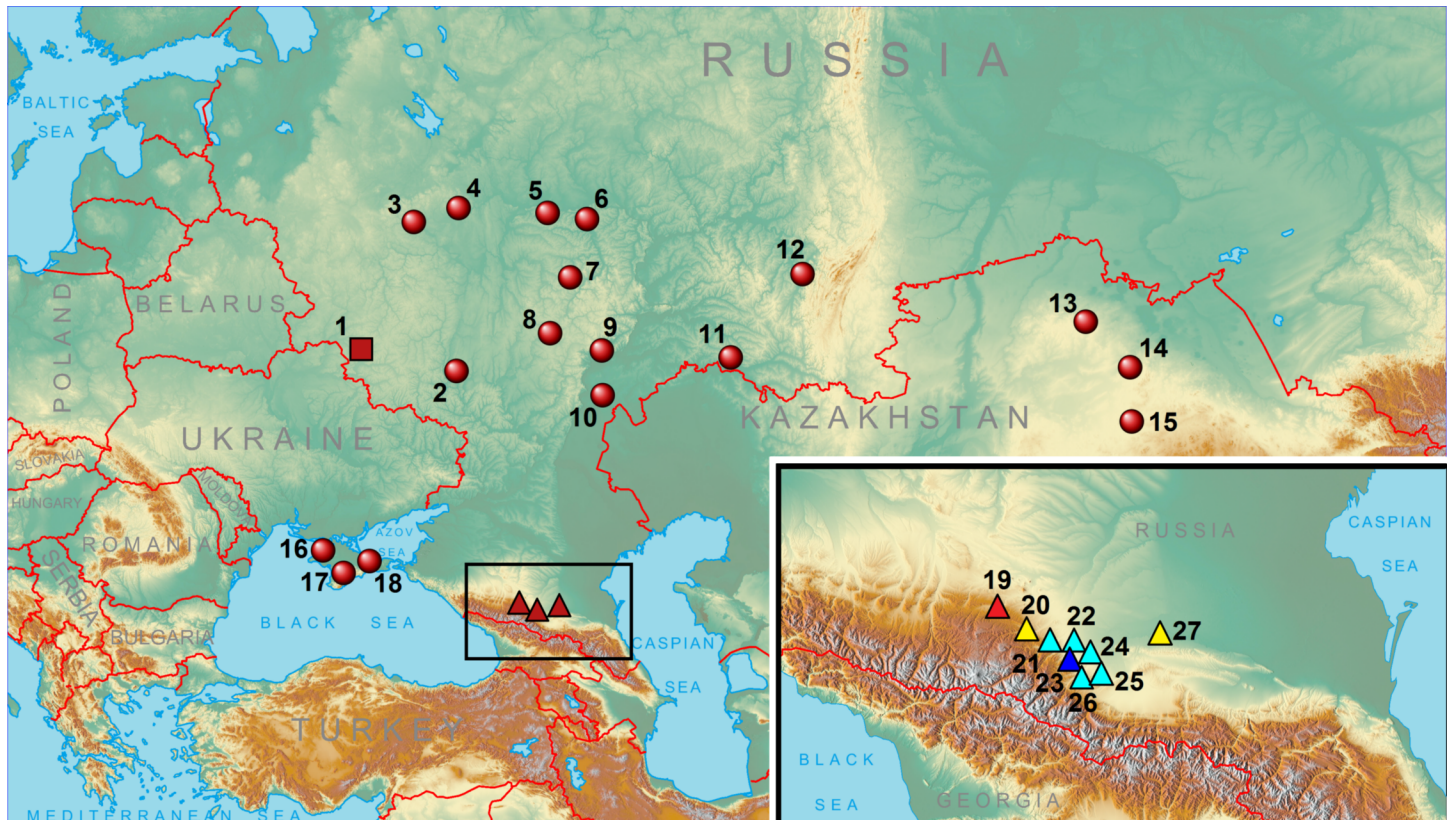 RUSSIA
BALTIC
SEA
3
4
5
6
7
12
BELARUS
POLAND
1
8
9
11
13
14
2
10
15
KAZAKHSTAN
UKRAINE
SLOVAKIA
HUNGARY
MOLDOV
ROMANIA
SERBIA
BULGARIA
16
17
18
AZOV
SEA
BLACK SEA
CASPIAN
SEA
TURKEY
MEDITERRANEAN SEA
RUSSIA
CASPIAN
SEA
19
20
22
24
27
21
23
25
26
BLACK
SEA
GEORGIA